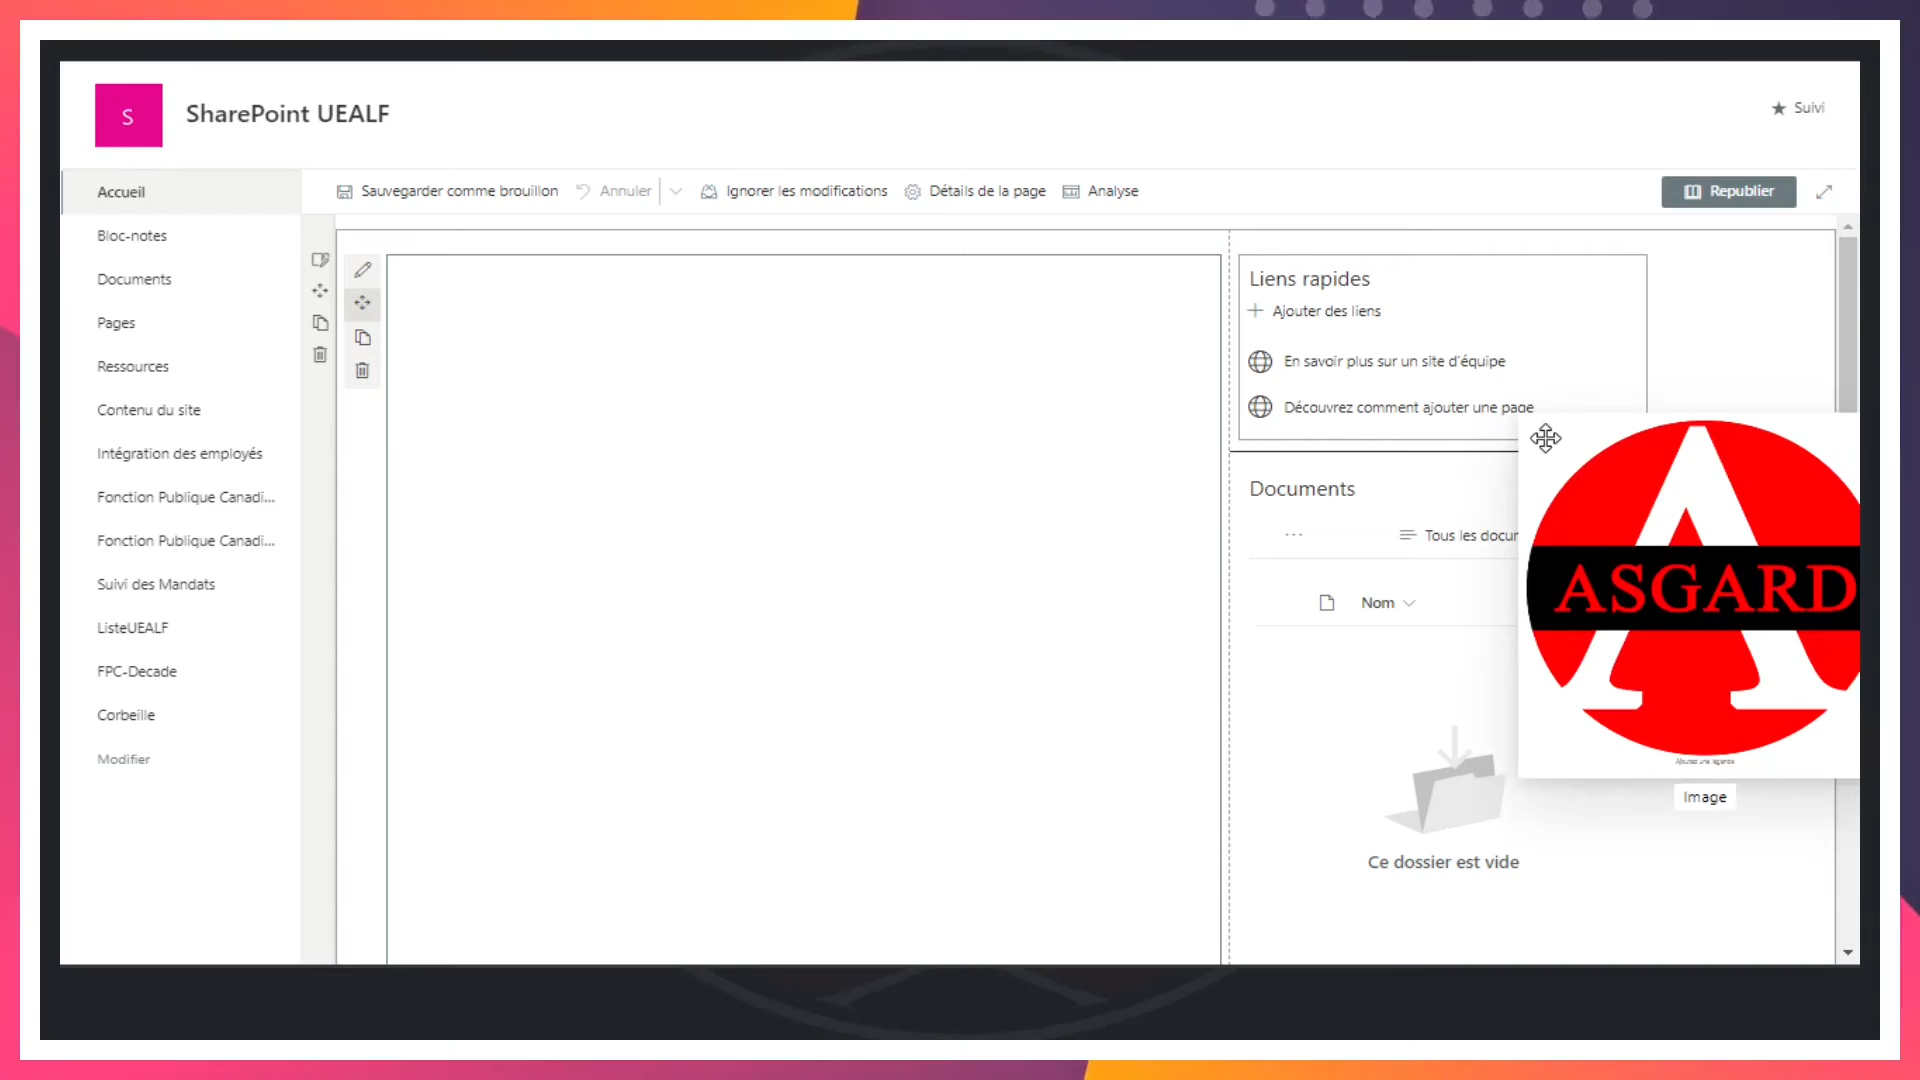 S
SharePoint UEALF
Suivi
Accueil
Sauvegarder comme brouillon
Annuler
Ignorer les modifications
Détails de la page
Analyse
Republier
Bloc-notes
Documents
Pages
Ressources
Contenu du site
Intégration des employés
Fonction Publique Canadi...
Fonction Publique Canadi...
Suivi des Mandats
ListeUEALF
FPC-Decade
Corbeille
Modifier
Liens rapides
Ajouter des liens
En savoir plus sur un site d'équipe
Découvrez comment ajouter une page
Documents
Tous les docur
Nom
Ce dossier est vide
A
ASGARD
Ajoutez une légende
Image